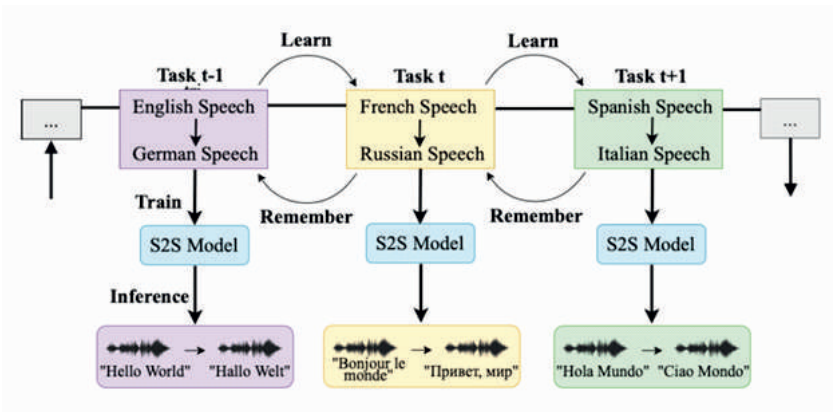 Learn
Learn
Task t-1
Task t
Task t+1
...
English Speech
German Speech
French Speech
Russian Speech
Spanish Speech
Italian Speech
...
Train
Remember
Remember
S2S Model
S2S Model
S2S Model
Inference
"Hello World"
"Hallo Welt"
"Bonjour le
monde"
"Привет, мир"
"Hola Mundo"
"Ciao Mondo"